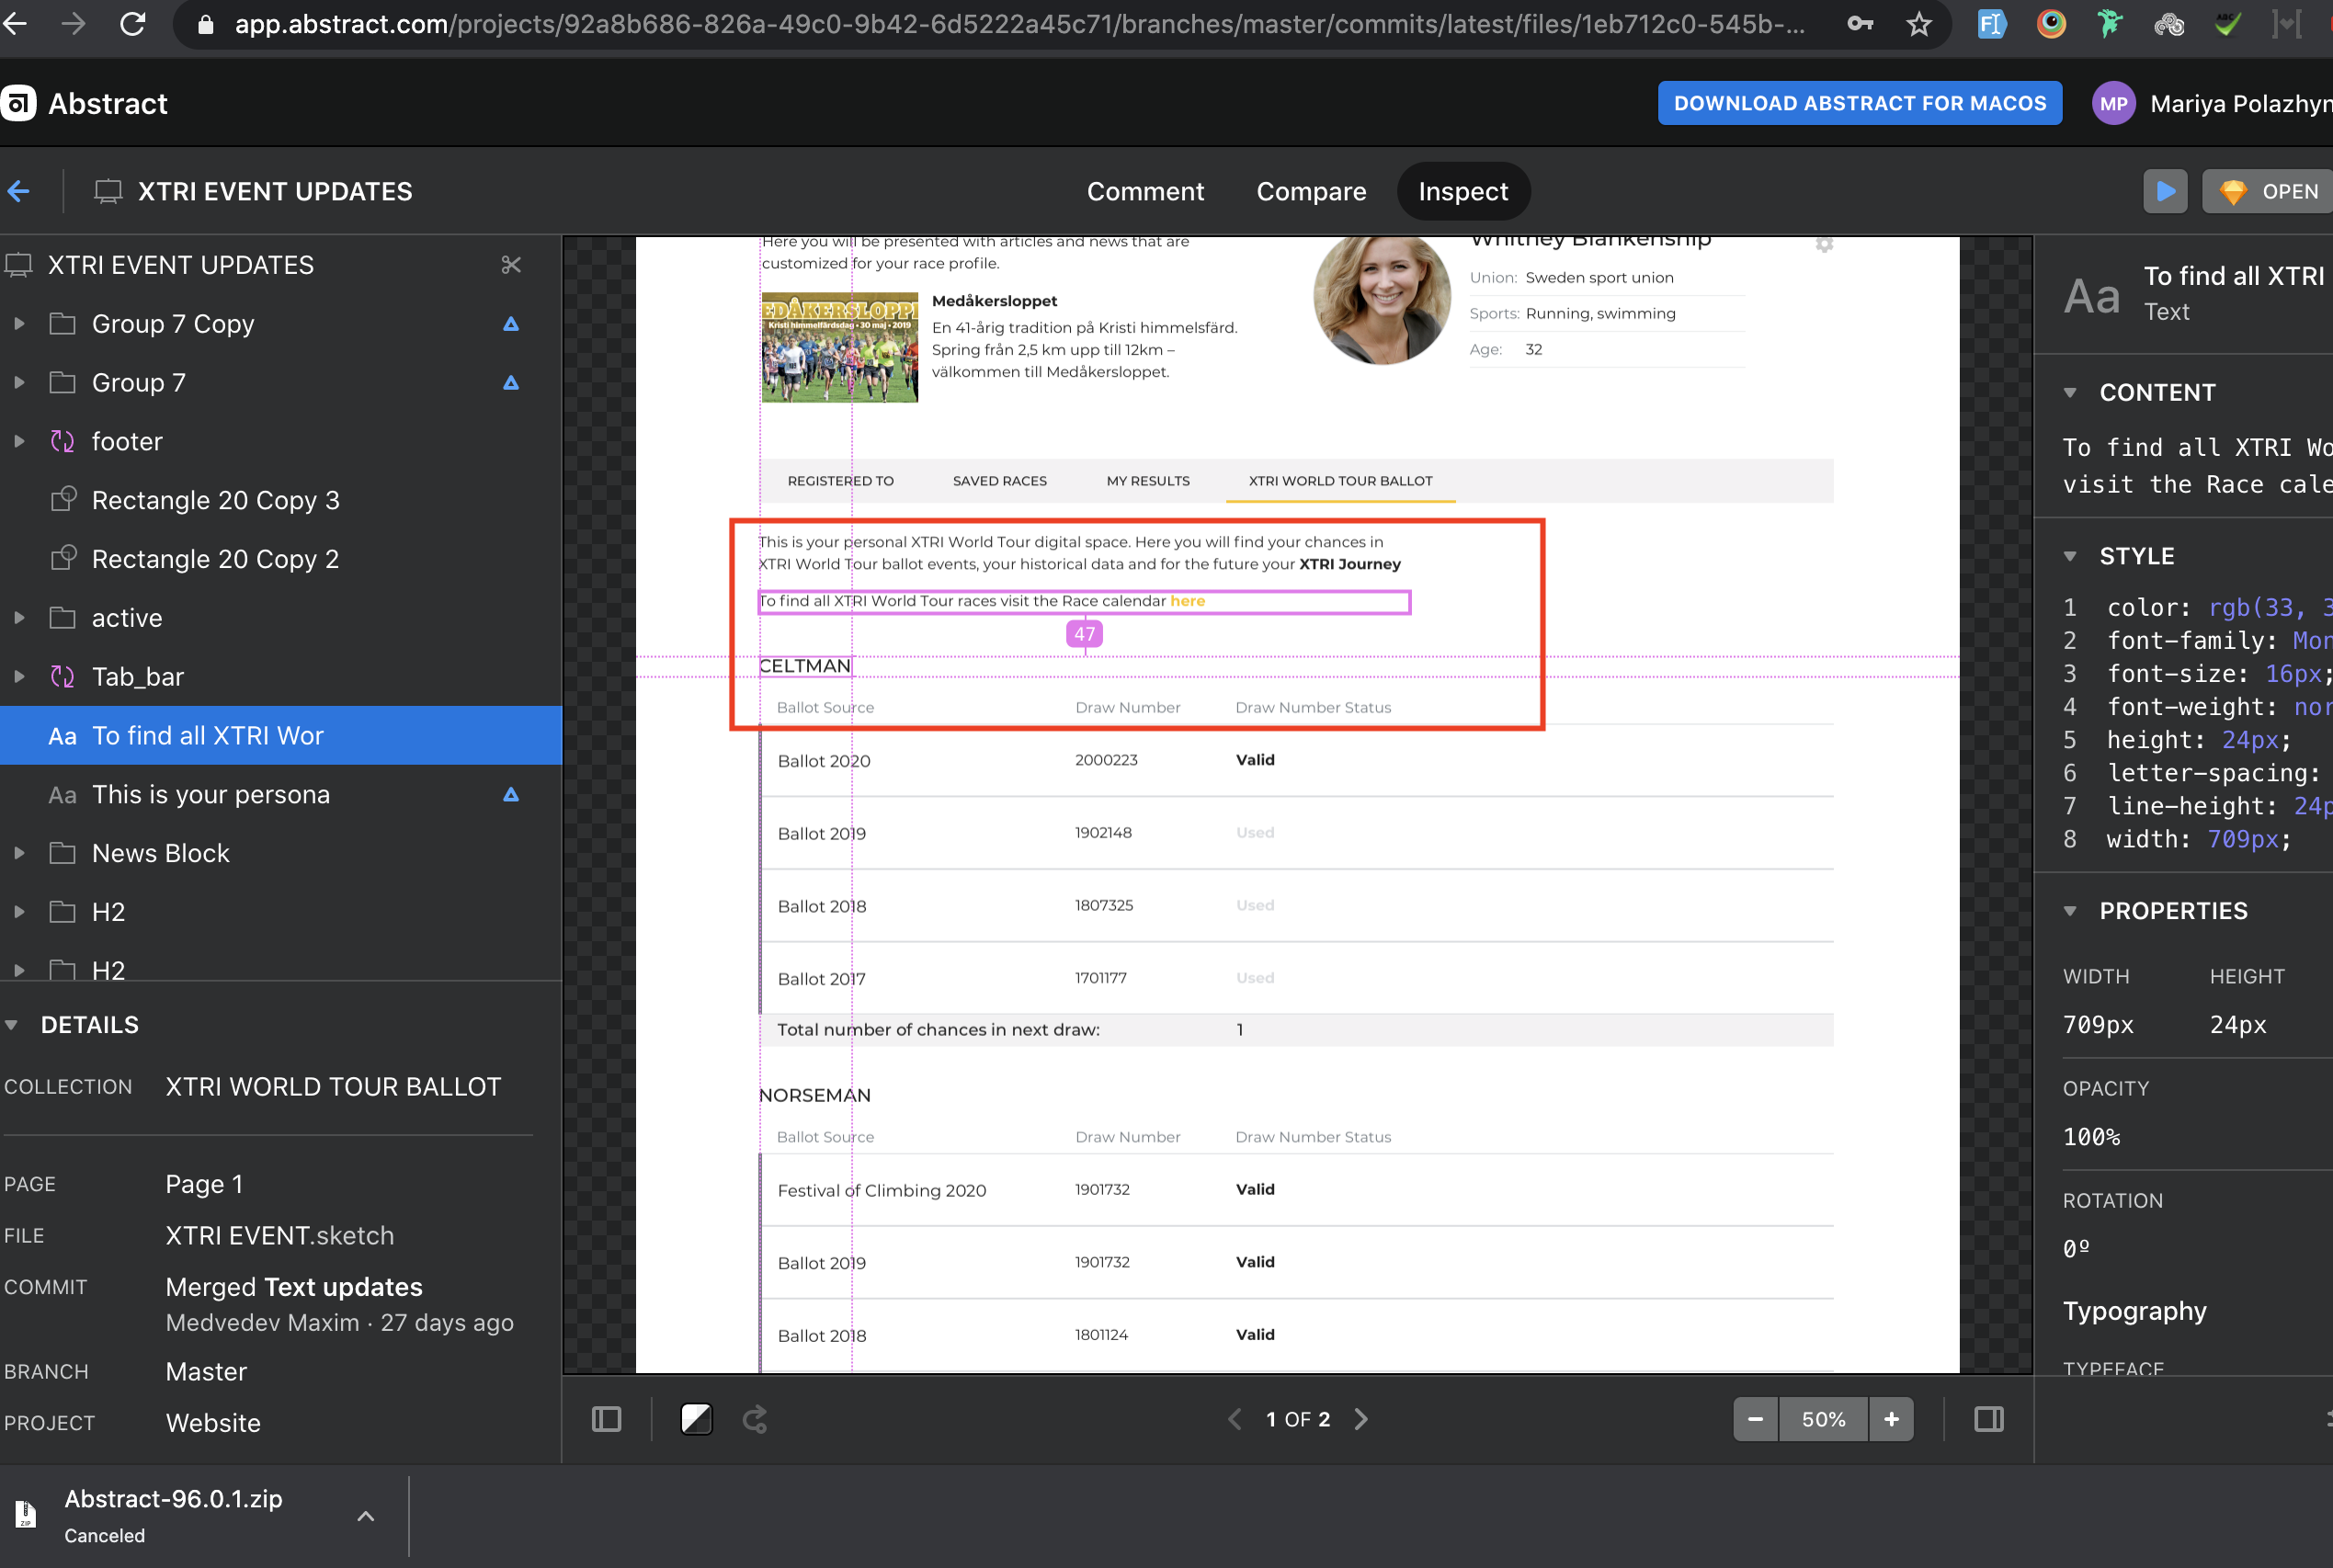 app.abstract.com/projects/92a8b686-826a-49c0-9b42-6d5222a45c71/branches/master/commits/latest/files/1eb712c0-545b-...
Abstract
DOWNLOAD ABSTRACT FOR MACOS
MP
Mariya Polazhyn
XTRI EVENT UPDATES
Comment
Compare
Inspect
OPEN
XTRI EVENT UPDATES
Group 7 Copy
Group 7
footer
Rectangle 20 Copy 3
Rectangle 20 Copy 2
active
Tab_bar
Aa To find all XTRI Wor
Aa This is your persona
News Block
H2
H2
DETAILS
COLLECTION XTRI WORLD TOUR BALLOT
PAGE Page 1
FILE XTRI EVENT.sketch
COMMIT Merged Text updates
Medvedev Maxim · 27 days ago
BRANCH Master
PROJECT Website
Here you will be presented with articles and news that are
customized for your race profile.
EDÅKERSLOPP
Kristi himmelfärdsdag • 30 maj • 2019
Medåkersloppet
En 41-årig tradition på Kristi himmelsfärd.
Spring från 2,5 km upp till 12km –
välkommen till Medåkersloppet.
Whitney Blankenship
Union: Sweden sport union
Sports: Running, swimming
Age: 32
REGISTERED TO SAVED RACES MY RESULTS XTRI WORLD TOUR BALLOT
This is your personal XTRI World Tour digital space. Here you will find your chances in
XTRI World Tour ballot events, your historical data and for the future your XTRI Journey
To find all XTRI World Tour races visit the Race calendar here
47
CELTMAN
Ballot Source Draw Number Draw Number Status
Ballot 2020 2000223 Valid
Ballot 2019 1902148 Used
Ballot 2018 1807325 Used
Ballot 2017 1701177 Used
Total number of chances in next draw: 1
NORSEMAN
Ballot Source Draw Number Draw Number Status
Festival of Climbing 2020 1901732 Valid
Ballot 2019 1901732 Valid
Ballot 2018 1801124 Valid
1 OF 2
50%
Aa
To find all XTRI
Text
CONTENT
To find all XTRI Wo
visit the Race cale
STYLE
1 color: rgb(33, 3
2 font-family: Mon
3 font-size: 16px;
4 font-weight: nor
5 height: 24px;
6 letter-spacing:
7 line-height: 24p
8 width: 709px;
PROPERTIES
WIDTH HEIGHT
709px 24px
OPACITY
100%
ROTATION
0º
Typography
TYPEFACE
Abstract-96.0.1.zip
Canceled